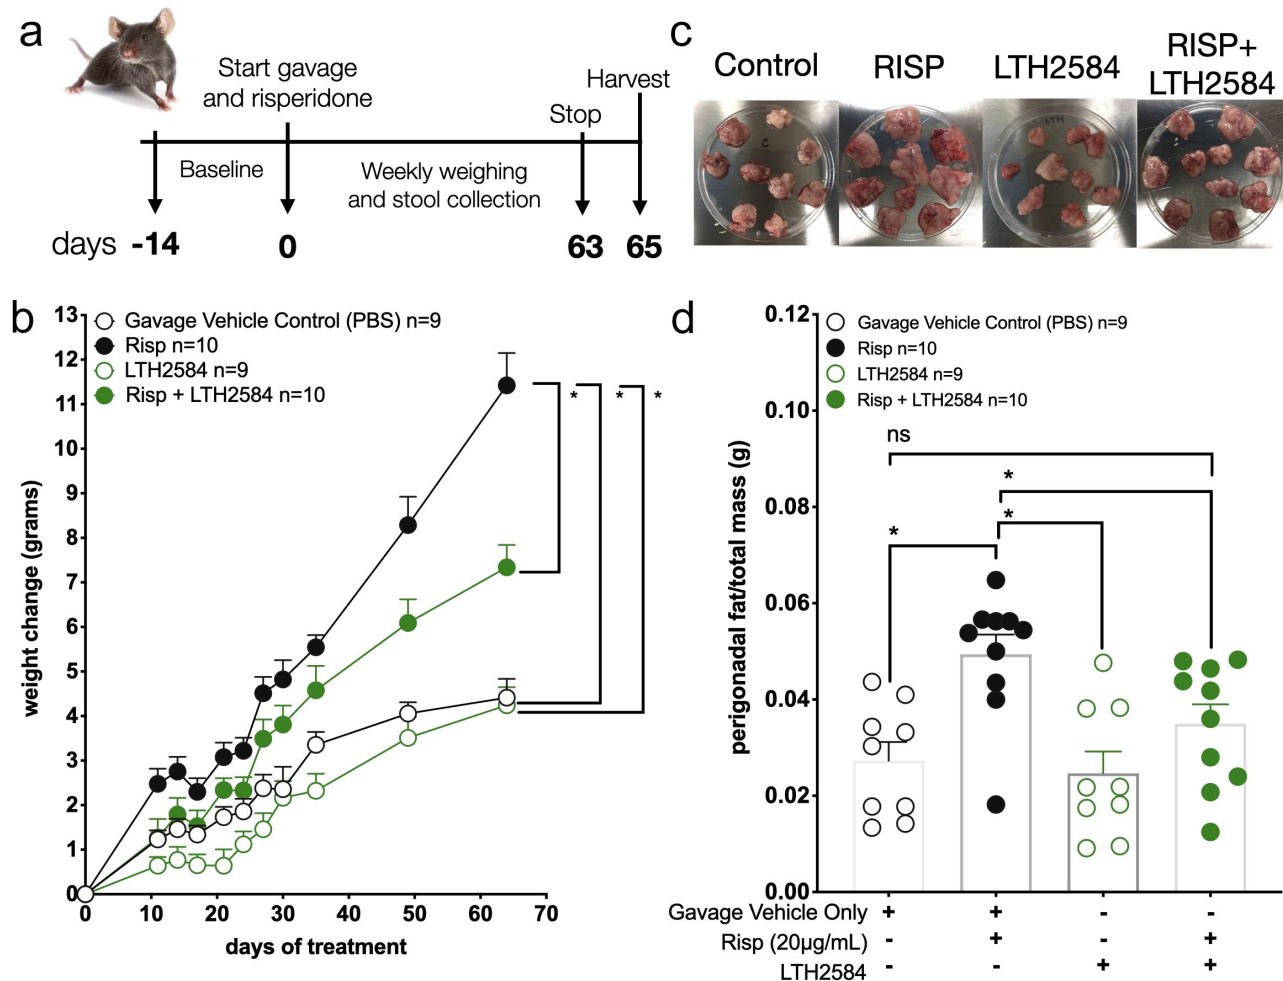 a
Start gavage
and risperidone
Baseline
Weekly weighing
and stool collection
Stop
Harvest
days -14 0 63 65
c
Control
RISP
LTH2584
RISP+
LTH2584
C
LTH
b
Gavage Vehicle Control (PBS) n=9
Risp n=10
LTH2584 n=9
Risp + LTH2584 n=10
* * *
weight change (grams)
13
12
11
10
9
8
7
6
5
4
3
2
1
0
0 10 20 30 40 50 60 70
days of treatment
d
Gavage Vehicle Control (PBS) n=9
Risp n=10
LTH2584 n=9
Risp + LTH2584 n=10
ns
*
*
*
perigonadal fat/total mass (g)
0.12
0.10
0.08
0.06
0.04
0.02
0.00
Gavage Vehicle Only + + - -
Risp (20µg/mL) - + - +
LTH2584 - - + +